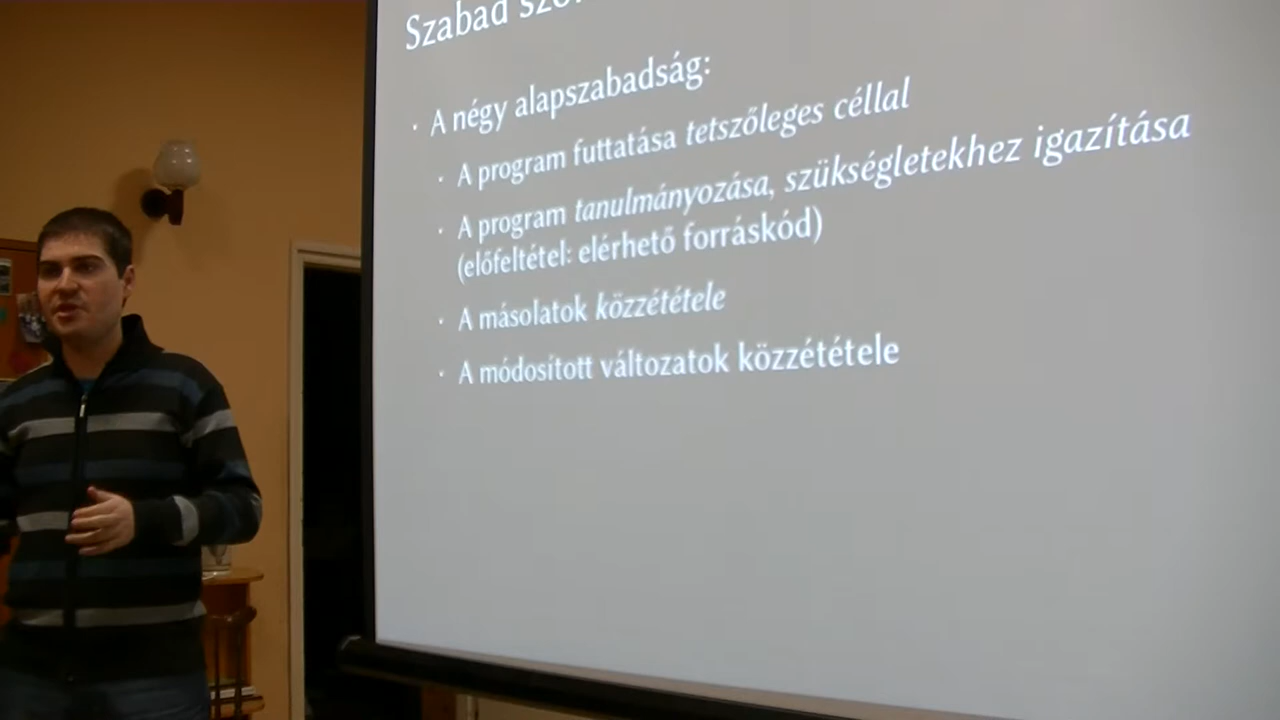 Szabad
· A négy alapszabadság:
· A program futtatása tetszőleges céllal
· A program tanulmányozása, szükségletekhez igazítása
(előfeltétel: elérhető forráskód)
· A másolatok közzététele
· A módosított változatok közzététele